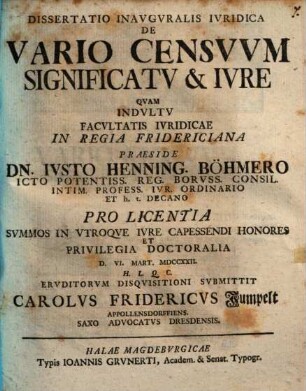 DISSERTATIO INAVGVRALIS IVRIDICA
DE
VARIO CENSVVM
SIGNIFICATV & IVRE
QVAM
INDVLTV
FACVLTATIS IVRIDICAE
IN REGIA FRIDERICIANA
PRAESIDE
DN. IVSTO HENNING. BÖHMERO
ICTO POTENTISS. REG. BORVSS. CONSIL.
INTIM. PROFESS. IVR. ORDINARIO
ET h. t. DECANO
PRO LICENTIA
SVMMOS IN VTROQVE IVRE CAPESSENDI HONORES
ET
PRIVILEGIA DOCTORALIA
D. VI. MART. MDCCXXII.
H. L. Q. C.
ERVDITORVM DISQVISITIONI SVBMITTIT
CAROLVS FRIDERICVS Jumpelt
APPOLLENSDORFFIENS.
SAXO ADVOCATVS DRESDENSIS.
HALAE MAGDEBVRGICAE
Typis IOANNIS GRVNERTI, Academ. & Senat. Typogr.